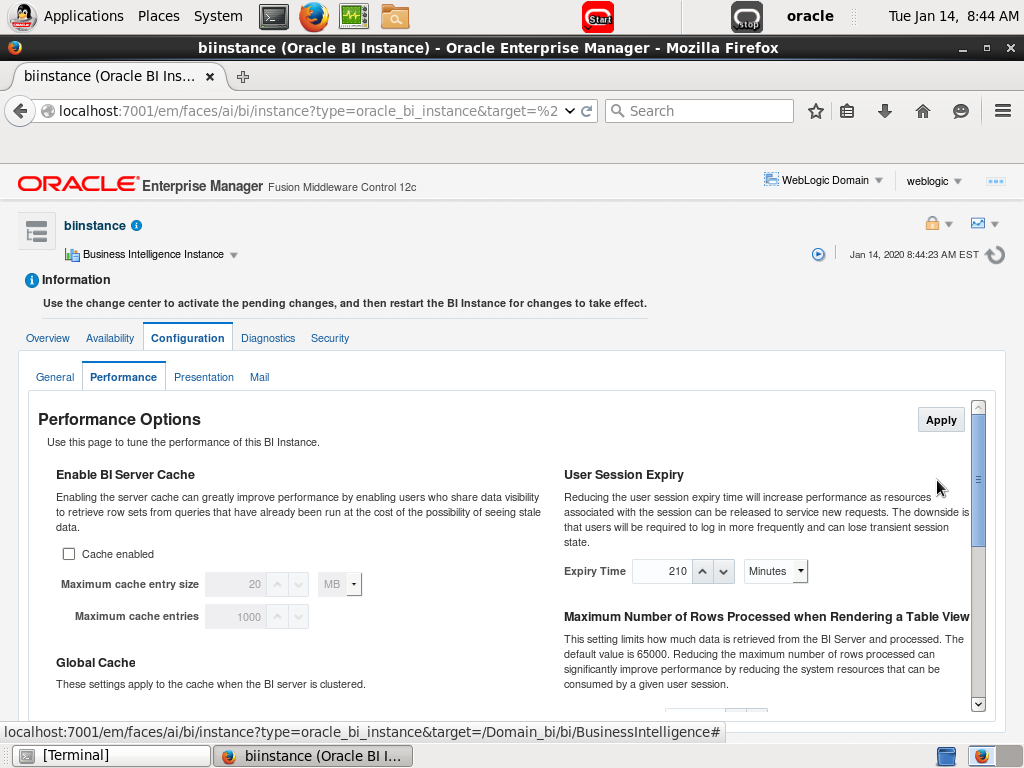 Applications Places System
Start
stop
oracle
Tue Jan 14, 8:44 AM
biinstance (Oracle BI Instance) - Oracle Enterprise Manager - Mozilla Firefox
biinstance (Oracle BI Ins...
localhost:7001/em/faces/ai/bi/instance?type=oracle_bi_instance&target=%2
Search
ORACLE Enterprise Manager Fusion Middleware Control 12c
WebLogic Domain
weblogic
biinstance
Business Intelligence Instance
Jan 14, 2020 8:44:23 AM EST
Information
Use the change center to activate the pending changes, and then restart the BI Instance for changes to take effect.
Overview Availability Configuration Diagnostics Security
General Performance Presentation Mail
Performance Options
Apply
Use this page to tune the performance of this BI Instance.
Enable BI Server Cache
Enabling the server cache can greatly improve performance by enabling users who share data visibility
to retrieve row sets from queries that have already been run at the cost of the possibility of seeing stale
data.
Cache enabled
Maximum cache entry size 20 MB
Maximum cache entries 1000
Global Cache
These settings apply to the cache when the BI server is clustered.
User Session Expiry
Reducing the user session expiry time will increase performance as resources
associated with the session can be released to service new requests. The downside is
that users will be required to log in more frequently and can lose transient session
state.
Expiry Time 210 Minutes
Maximum Number of Rows Processed when Rendering a Table View
This setting limits how much data is retrieved from the BI Server and processed. The
default value is 65000. Reducing the maximum number of rows processed can
significantly improve performance by reducing the system resources that can be
consumed by a given user session.
localhost:7001/em/faces/ai/bi/instance?type=oracle_bi_instance&target=/Domain_bi/bi/BusinessIntelligence#
[Terminal]
biinstance (Oracle BI I...